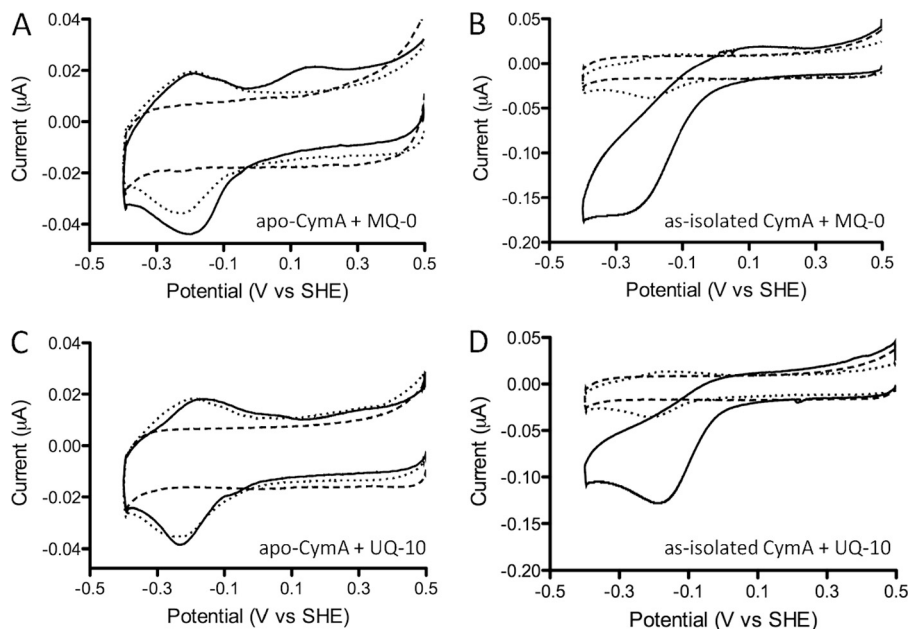 A
0.04
0.02
0.00
-0.02
-0.04
Current (μA)
apo-CymA + MQ-0
-0.5 -0.3 -0.1 0.1 0.3 0.5
Potential (V vs SHE)
B
0.05
0.00
-0.05
-0.10
-0.15
-0.20
Current (μA)
as-isolated CymA + MQ-0
-0.5 -0.3 -0.1 0.1 0.3 0.5
Potential (V vs SHE)
C
0.04
0.02
0.00
-0.02
-0.04
Current (μA)
apo-CymA + UQ-10
-0.5 -0.3 -0.1 0.1 0.3 0.5
Potential (V vs SHE)
D
0.05
0.00
-0.05
-0.10
-0.15
-0.20
Current (μA)
as-isolated CymA + UQ-10
-0.5 -0.3 -0.1 0.1 0.3 0.5
Potential (V vs SHE)